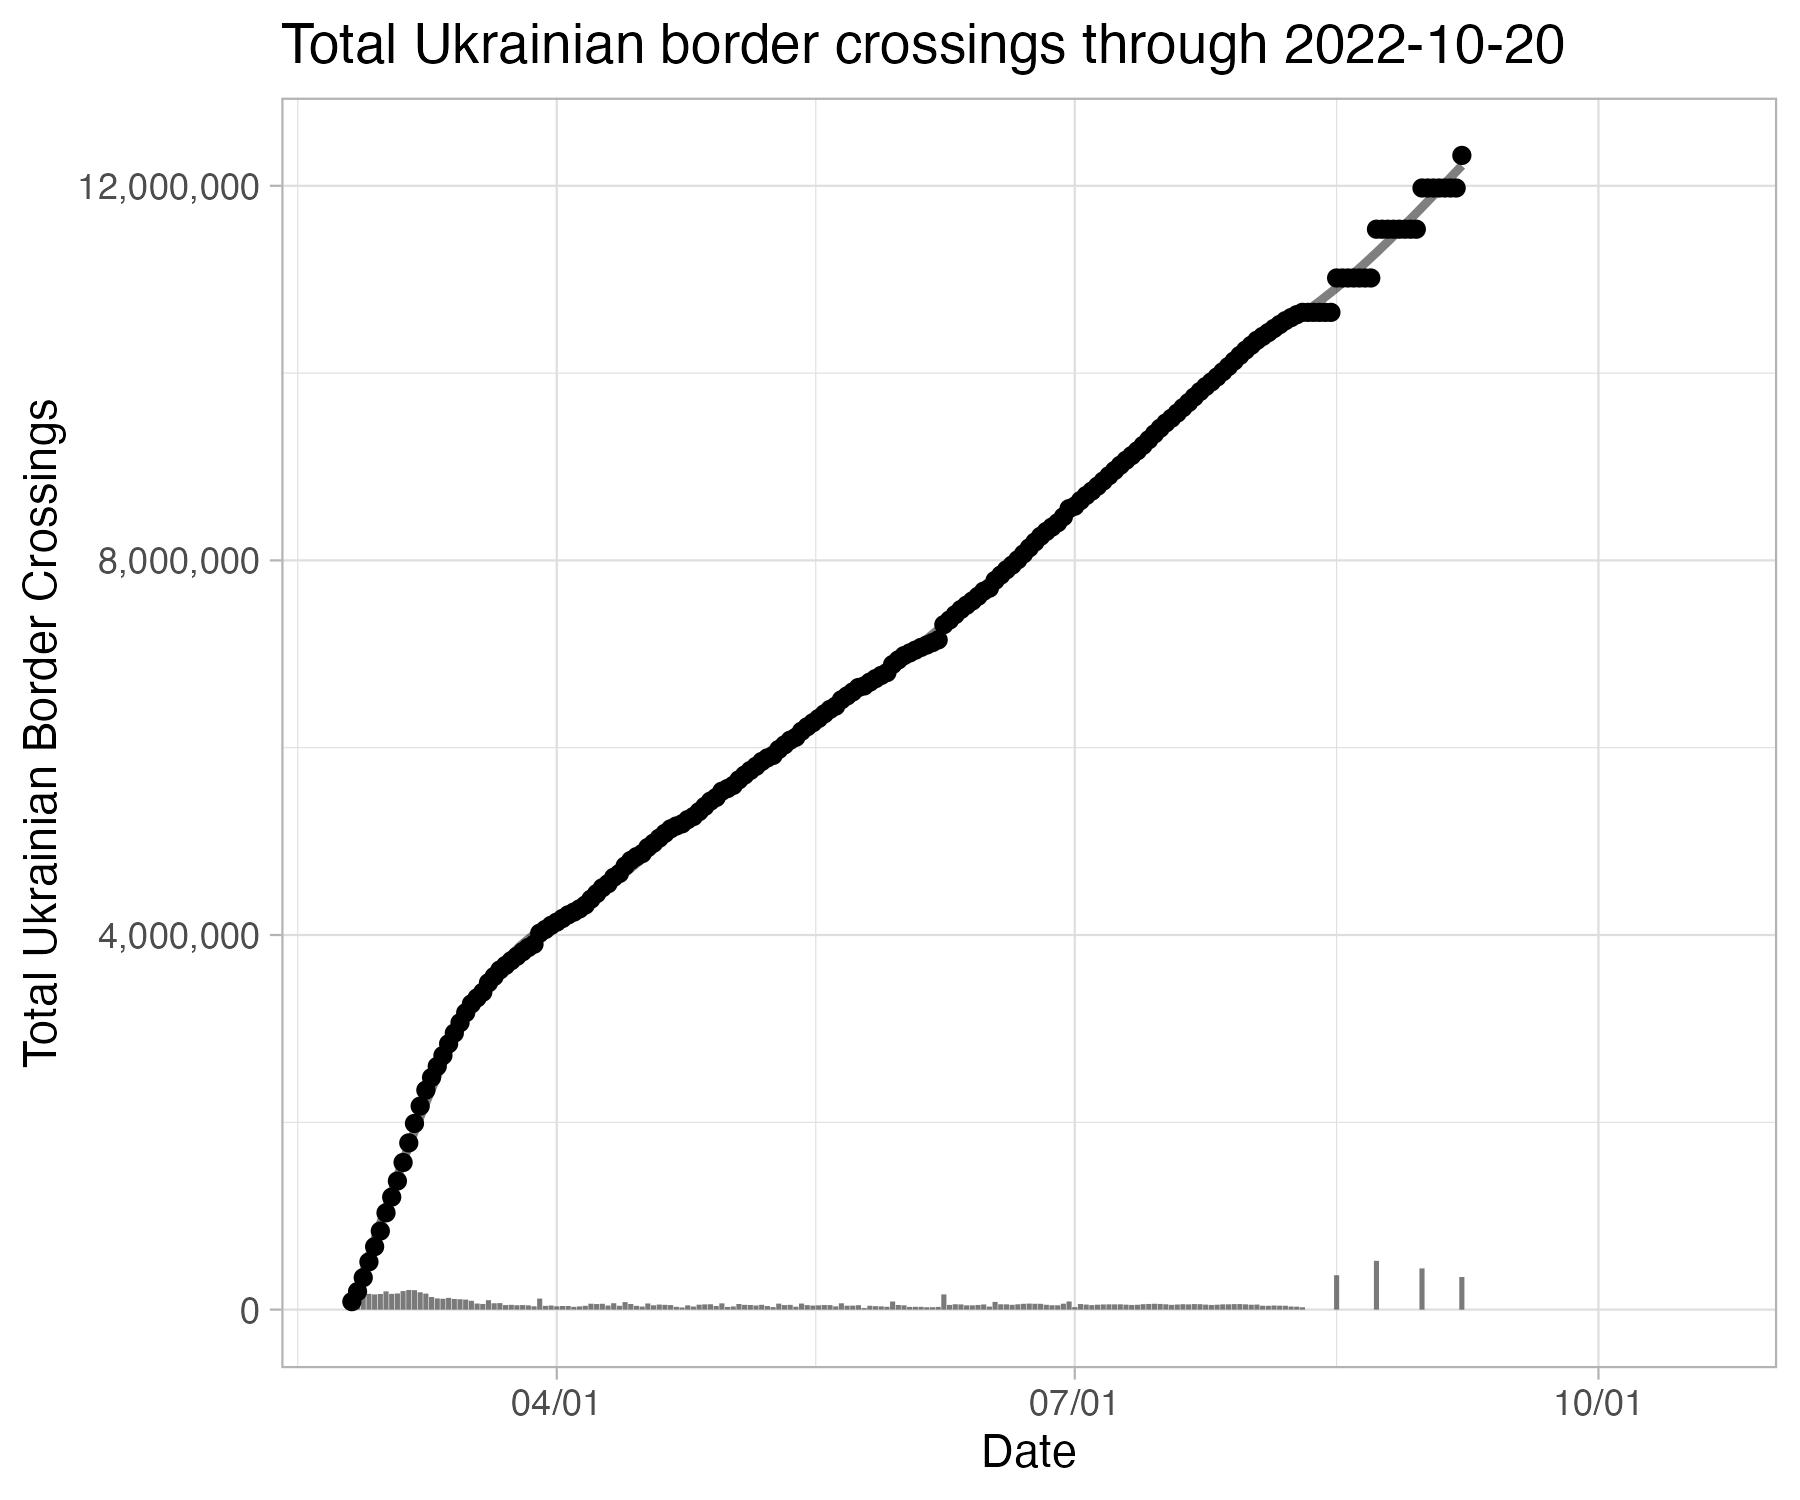 Total Ukrainian border crossings through 2022-10-20
Total Ukrainian Border Crossings
12,000,000
8,000,000
4,000,000
0
04/01
07/01
10/01
Date